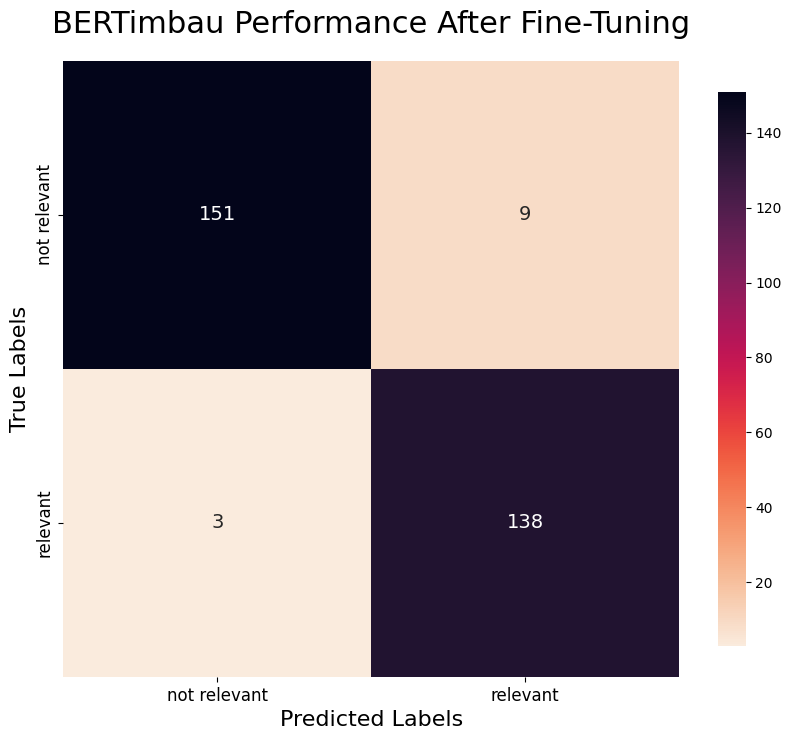 BERTimbau Performance After Fine-Tuning
not relevant
relevant
True Labels
151
9
3
138
not relevant
relevant
Predicted Labels
140
120
100
80
60
40
20